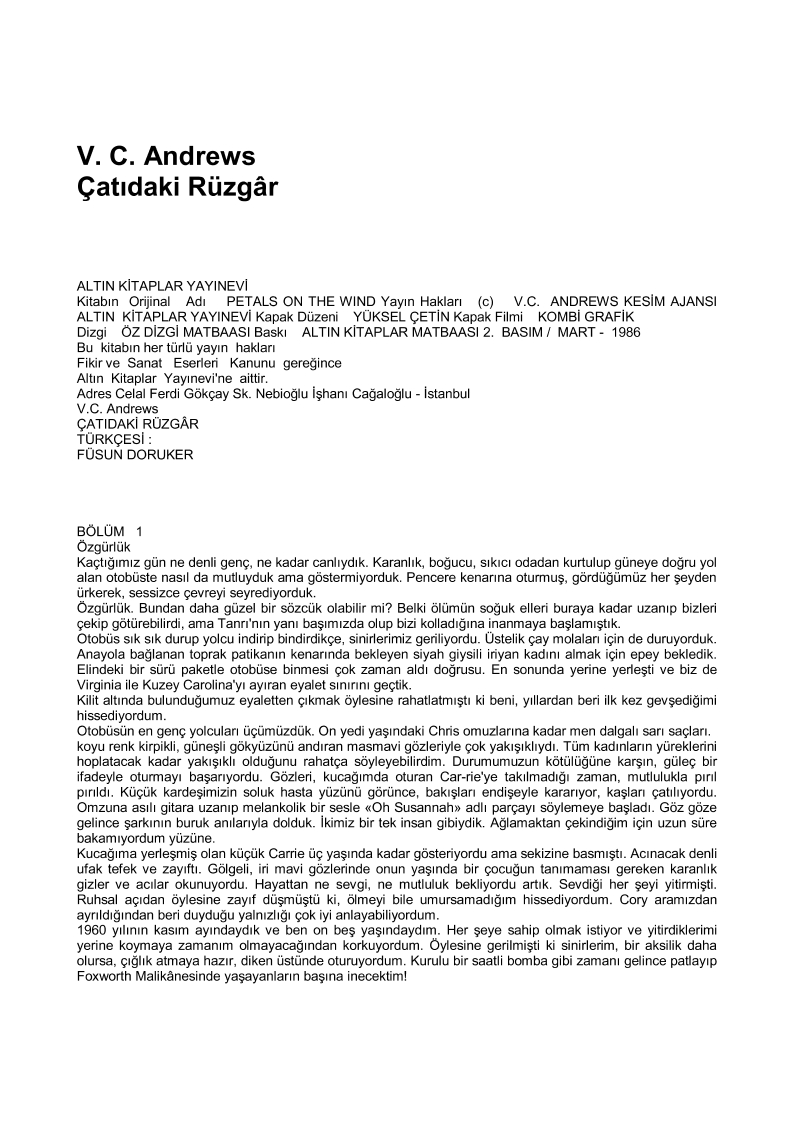 V. C. Andrews
Çatıdaki Rüzgâr
ALTIN KİTAPLAR YAYINEVİ
Kitabın Orijinal Adı PETALS ON THE WIND Yayın Hakları (c) V.C. ANDREWS KESİM AJANSI
ALTIN KİTAPLAR YAYINEVİ Kapak Düzeni YÜKSEL ÇETİN Kapak Filmi KOMBİ GRAFİK
Dizgi ÖZ DİZGİ MATBAASI Baskı ALTIN KİTAPLAR MATBAASI 2. BASIM / MART - 1986
Bu kitabın her türlü yayın hakları
Fikir ve Sanat Eserleri Kanunu gereğince
Altın Kitaplar Yayınevi'ne aittir.
Adres Celal Ferdi Gökçay Sk. Nebioğlu İşhanı Cağaloğlu - İstanbul
V.C. Andrews
ÇATIDAKİ RÜZGÂR
TÜRKÇESİ :
FÜSUN DORUKER
BÖLÜM 1
Özgürlük
Kaçtığımız gün ne denli genç, ne kadar canlıydık. Karanlık, boğucu, sıkıcı odadan kurtulup güneye doğru yol
alan otobüste nasıl da mutluyduk ama göstermiyorduk. Pencere kenarına oturmuş, gördüğümüz her şeyden
ürkerek, sessizce çevreyi seyrediyorduk.
Özgürlük. Bundan daha güzel bir sözcük olabilir mi? Belki ölümün soğuk elleri buraya kadar uzanıp bizleri
çekip götürebilirdi, ama Tanrı'nın yanı başımızda olup bizi kolladığına inanmaya başlamıştık.
Otobüs sık sık durup yolcu indirip bindirdikçe, sinirlerimiz geriliyordu. Üstelik çay molaları için de duruyorduk.
Anayola bağlanan toprak patikanın kenarında bekleyen siyah giysili iriyan kadını almak için epey bekledik.
Elindeki bir sürü paketle otobüse binmesi çok zaman aldı doğrusu. En sonunda yerine yerleşti ve biz de
Virginia ile Kuzey Carolina'yı ayıran eyalet sınırını geçtik.
Kilit altında bulunduğumuz eyaletten çıkmak öylesine rahatlatmıştı ki beni, yıllardan beri ilk kez gevşediğimi
hissediyordum.
Otobüsün en genç yolcuları üçümüzdük. On yedi yaşındaki Chris omuzlarına kadar men dalgalı sarı saçları.
koyu renk kirpikli, güneşli gökyüzünü andıran masmavi gözleriyle çok yakışıklıydı. Tüm kadınların yüreklerini
hoplatacak kadar yakışıklı olduğunu rahatça söyleyebilirdim. Durumumuzun kötülüğüne karşın, güleç bir
ifadeyle oturmayı başarıyordu. Gözleri, kucağımda oturan Car-rie'ye takılmadığı zaman, mutlulukla pırıl
pırıldı. Küçük kardeşimizin soluk hasta yüzünü görünce, bakışları endişeyle kararıyor, kaşları çatılıyordu.
Omzuna asılı gitara uzanıp melankolik bir sesle «Oh Susannah» adlı parçayı söylemeye başladı. Göz göze
gelince şarkının buruk anılarıyla dolduk. İkimiz bir tek insan gibiydik. Ağlamaktan çekindiğim için uzun süre
bakamıyordum yüzüne.
Kucağıma yerleşmiş olan küçük Carrie üç yaşında kadar gösteriyordu ama sekizine basmıştı. Acınacak denli
ufak tefek ve zayıftı. Gölgeli, iri mavi gözlerinde onun yaşında bir çocuğun tanımaması gereken karanlık
gizler ve acılar okunuyordu. Hayattan ne sevgi, ne mutluluk bekliyordu artık. Sevdiği her şeyi yitirmişti.
Ruhsal açıdan öylesine zayıf düşmüştü ki, ölmeyi bile umursamadığım hissediyordum. Cory aramızdan
ayrıldığından beri duyduğu yalnızlığı çok iyi anlayabiliyordum.
1960 yılının kasım ayındaydık ve ben on beş yaşındaydım. Her şeye sahip olmak istiyor ve yitirdiklerimi
yerine koymaya zamanım olmayacağından korkuyordum. Öylesine gerilmişti ki sinirlerim, bir aksilik daha
olursa, çığlık atmaya hazır, diken üstünde oturuyordum. Kurulu bir saatli bomba gibi zamanı gelince patlayıp
Foxworth Malikânesinde yaşayanların başına inecektim!